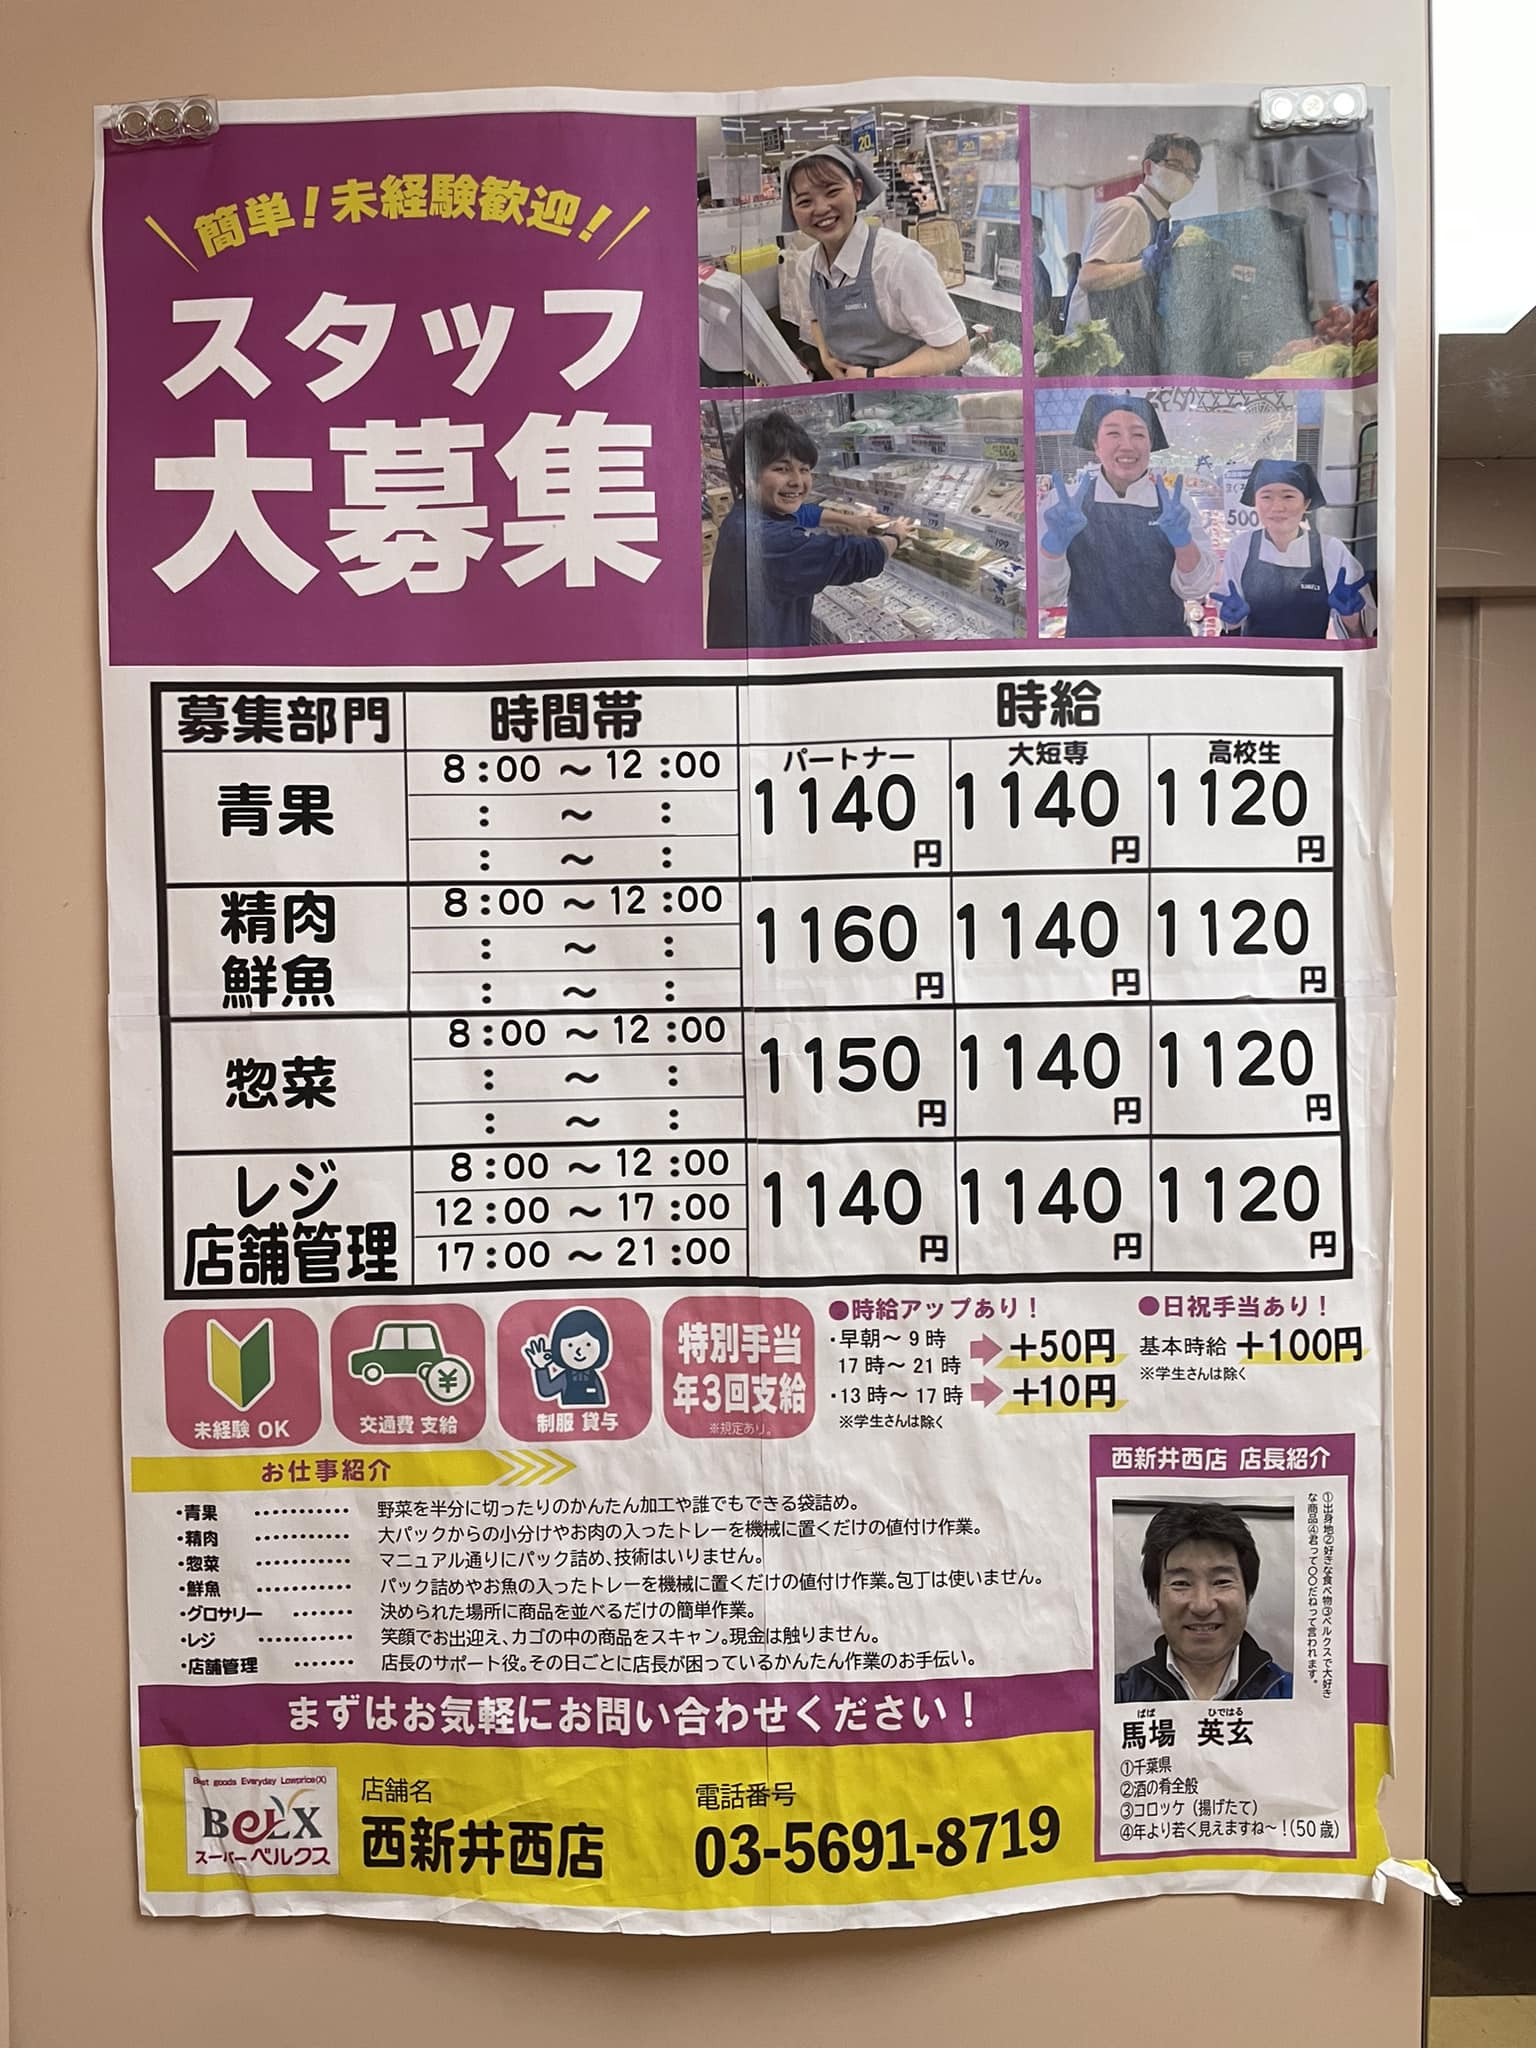 簡単！未経験歓迎！
スタッフ
大募集
募集部門 時間帯 時給
パートナー 大短専 高校生
青果
8:00 ～ 12:00
: ～ :
: ～ :
1140円 1140円 1120円
精肉
鮮魚
8:00 ～ 12:00
: ～ :
: ～ :
1160円 1140円 1120円
惣菜
8:00 ～ 12:00
: ～ :
: ～ :
1150円 1140円 1120円
レジ
店舗管理
8:00 ～ 12:00
12:00 ～ 17:00
17:00 ～ 21:00
1140円 1140円 1120円
未経験 OK
交通費 支給
制服 貸与
特別手当
年3回支給
※規定あり。
●時給アップあり！
・早朝～ 9 時
17 時～ 21 時
+50円
・13 時～ 17 時
+10円
※学生さんは除く
●日祝手当あり！
基本時給 +100円
※学生さんは除く
お仕事紹介
・青果 ………… 野菜を半分に切ったりのかんたん加工や誰でもできる袋詰め。
・精肉 ………… 大パックからの小分けやお肉の入ったトレーを機械に置くだけの値付け作業。
・惣菜 ………… マニュアル通りにパック詰め、技術はいりません。
・鮮魚 ………… パック詰めやお魚の入ったトレーを機械に置くだけの値付け作業。包丁は使いません。
・グロサリー ……… 決められた場所に商品を並べるだけの簡単作業。
・レジ ………… 笑顔でお出迎え、カゴの中の商品をスキャン。現金は触りません。
・店舗管理 ……… 店長のサポート役。その日ごとに店長が困っているかんたん作業のお手伝い。
西新井西店 店長紹介
①出身地②好きな食べ物③ベルクスで大好き
な商品④君って〇〇だねって言われます。
ばば ひではる
馬場 英玄
①千葉県
②酒の肴全般
③コロッケ（揚げたて）
④年より若く見えますね～！（50 歳）
まずはお気軽にお問い合わせください！
Best goods Everyday Lowprice(X)
BeLX
スーパーベルクス
店舗名
西新井西店
電話番号
03-5691-8719